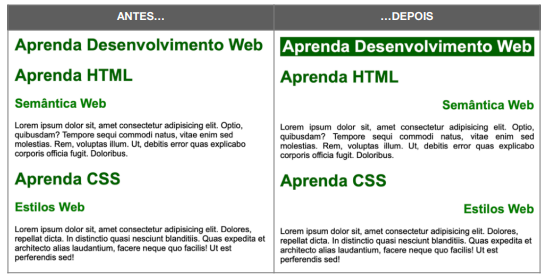 ANTES...
Aprenda Desenvolvimento Web
Aprenda HTML
Semântica Web
Lorem ipsum dolor sit, amet consectetur adipisicing elit. Optio,
quibusdam? Tempore sequi commodi natus, vitae enim sed
molestias. Rem, voluptas illum. Ut, debitis error quas explicabo
corporis officia fugit. Doloribus.
Aprenda CSS
Estilos Web
Lorem ipsum dolor sit, amet consectetur adipisicing elit. Dolores,
repellat dicta. In distinctio quasi nesciunt blanditiis. Quas expedita et
architecto alias laudantium, facere neque quo facilis! Ut est
perferendis sed!
...DEPOIS
Aprenda Desenvolvimento Web
Aprenda HTML
Semântica Web
Lorem ipsum dolor sit, amet consectetur adipisicing elit. Optio,
quibusdam? Tempore sequi commodi natus, vitae enim sed
molestias. Rem, voluptas illum. Ut, debitis error quas explicabo
corporis officia fugit. Doloribus.
Aprenda CSS
Estilos Web
Lorem ipsum dolor sit, amet consectetur adipisicing elit. Dolores,
repellat dicta. In distinctio quasi nesciunt blanditiis. Quas expedita et
architecto alias laudantium, facere neque quo facilis! Ut est
perferendis sed!